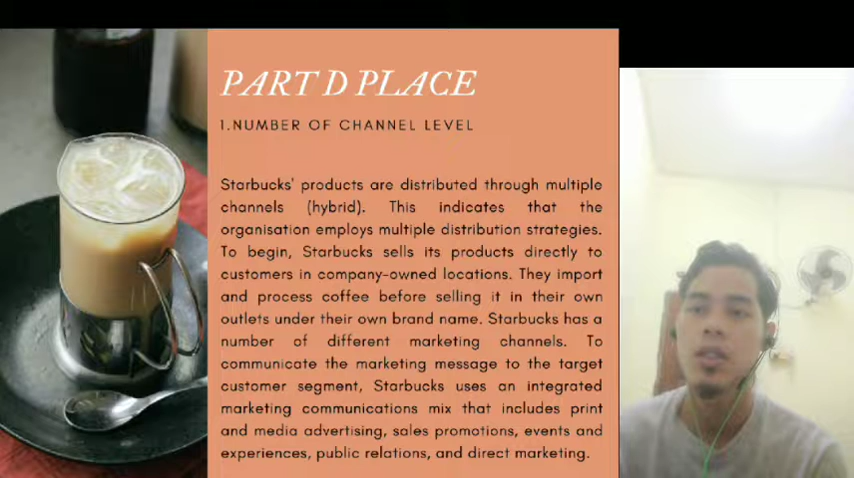 PART D PLACE
1.NUMBER OF CHANNEL LEVEL
Starbucks' products are distributed through multiple
channels (hybrid). This indicates that the
organisation employs multiple distribution strategies.
To begin, Starbucks sells its products directly to
customers in company-owned locations. They import
and process coffee before selling it in their own
outlets under their own brand name. Starbucks has a
number of different marketing channels. To
communicate the marketing message to the target
customer segment, Starbucks uses an integrated
marketing communications mix that includes print
and media advertising, sales promotions, events and
experiences, public relations, and direct marketing.